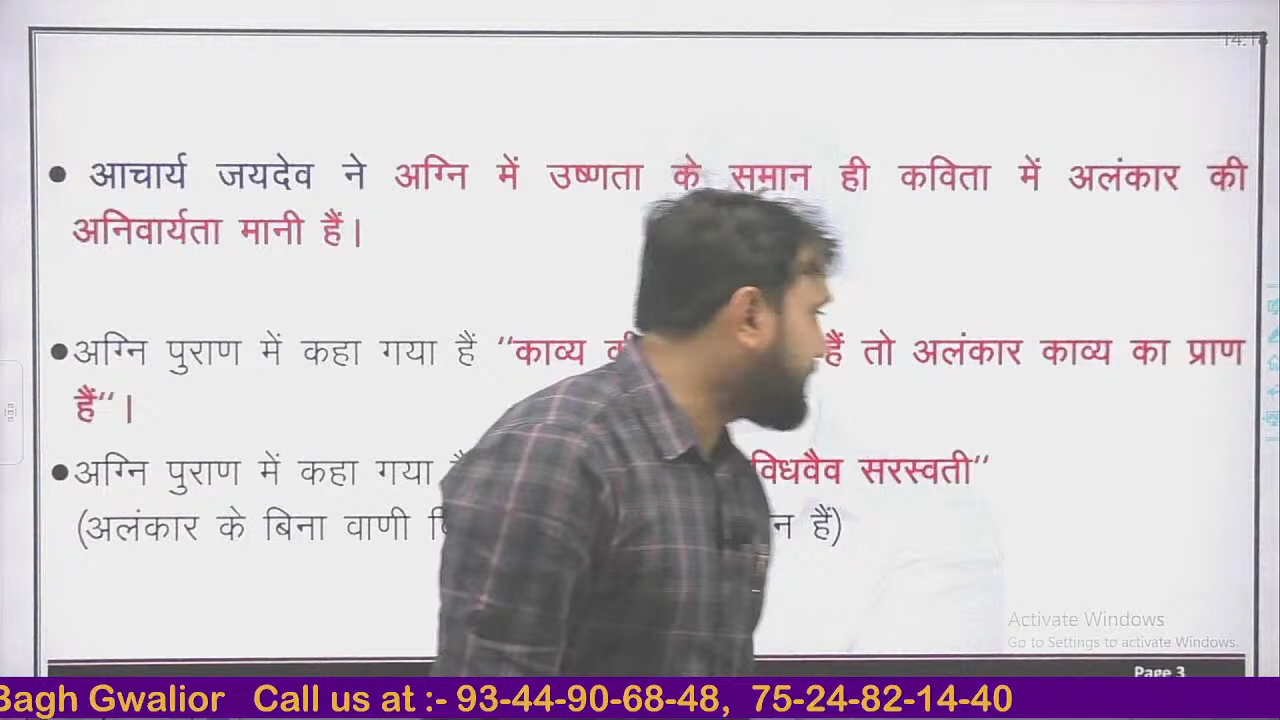 14:18
• आचार्य जयदेव ने अग्नि में उष्णता के समान ही कविता में अलंकार की
अनिवार्यता मानी हैं।
•अग्नि पुराण में कहा गया हैं “काव्य हैं तो अलंकार काव्य का प्राण
हैं“।
•अग्नि पुराण में कहा गया विधवैव सरस्वती”
(अलंकार के बिना वाणी हैं)
Activate Windows
Go to Settings to activate Windows.
Page 3
Bagh Gwalior Call us at :- 93-44-90-68-48, 75-24-82-14-40